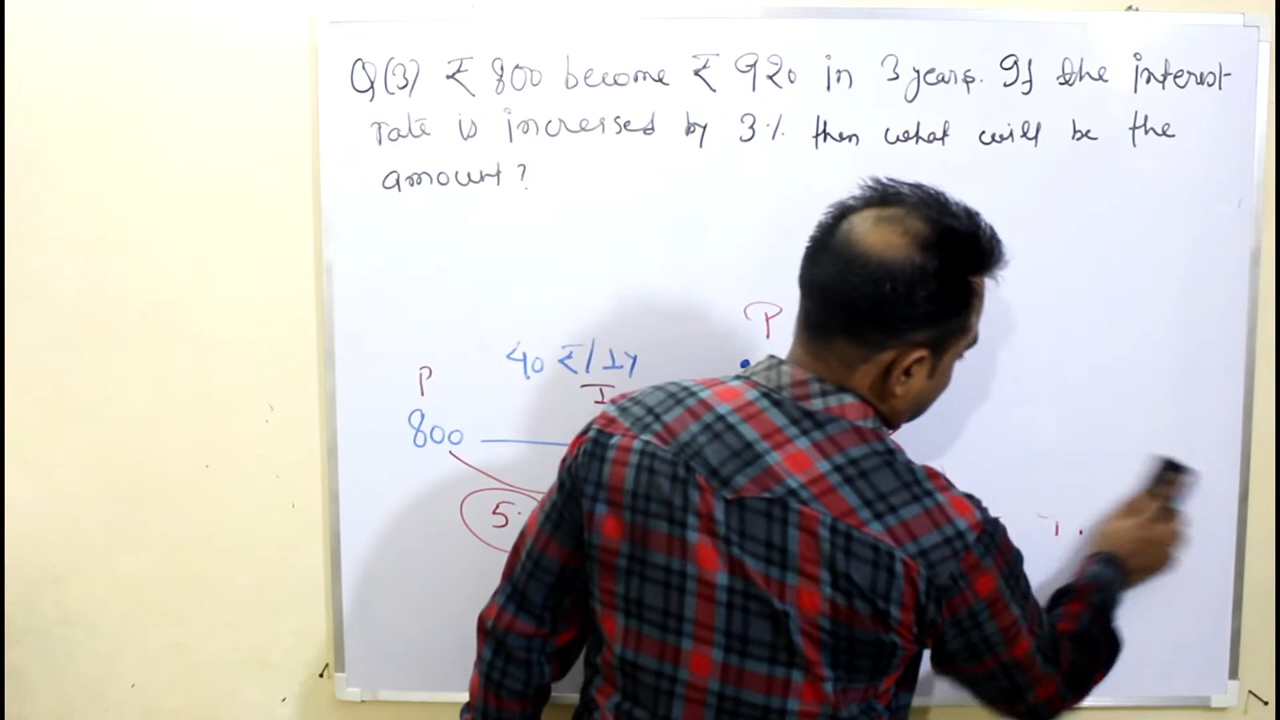 Q(3) ₹ 800 become ₹ 920 in 3 years. If the interest
rate is increased by 3% then what will be the
amount?
P
40 ₹/1y
P
I
800
5